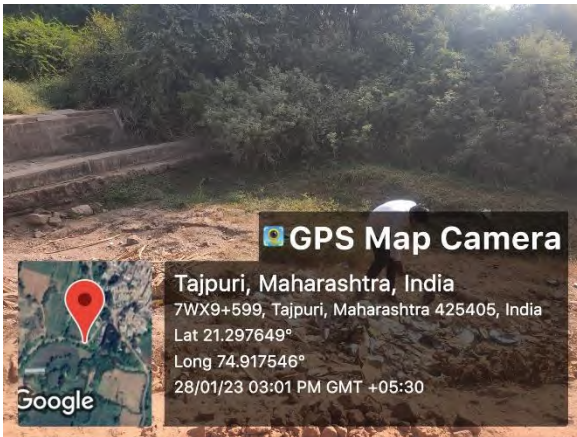 GPS Map Camera
Tajpuri, Maharashtra, India
7WX9+599, Tajpuri, Maharashtra 425405, India
Lat 21.297649°
Long 74.917546°
28/01/23 03:01 PM GMT +05:30
Google